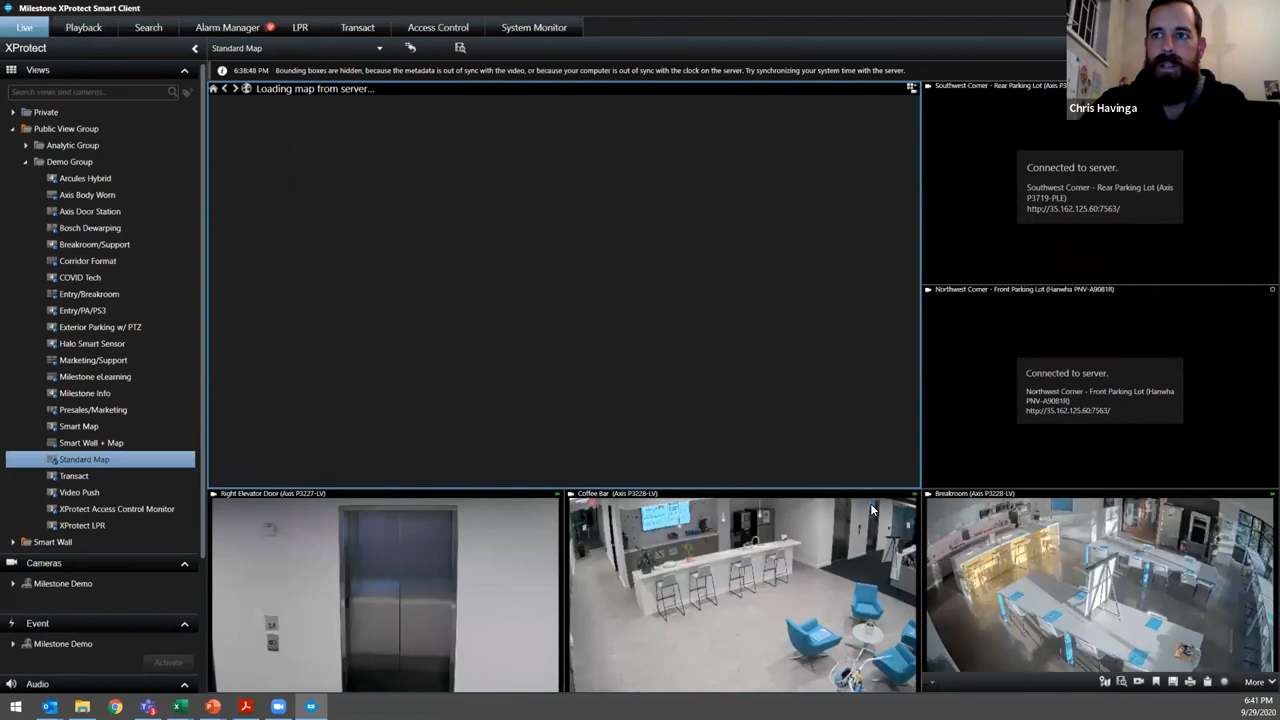 Milestone XProtect Smart Client
Live
Playback
Search
Alarm Manager
LPR
Transact
Access Control
System Monitor
XProtect
Standard Map
Views
6:38:48 PM Bounding boxes are hidden, because the metadata is out of sync with the video, or because your computer is out of sync with the clock on the server. Try synchronizing your system time with the server.
Search views and cameras...
Loading map from server...
Southwest Corner - Rear Parking Lot (Axis
Chris Havinga
Private
Public View Group
Analytic Group
Demo Group
Arcules Hybrid
Axis Body Worn
Axis Door Station
Bosch Dewarping
Breakroom/Support
Corridor Format
COVID Tech
Entry/Breakroom
Entry/PA/PS3
Exterior Parking w/ PTZ
Halo Smart Sensor
Marketing/Support
Milestone eLearning
Milestone Info
Presales/Marketing
Smart Map
Smart Wall + Map
Standard Map
Transact
Video Push
XProtect Access Control Monitor
XProtect LPR
Smart Wall
Connected to server.
Southwest Corner - Rear Parking Lot (Axis
P3719-PLE)
http://35.162.125.60:7563/
Northwest Corner - Front Parking Lot (Hanwha PNV-A9081R)
Connected to server.
Northwest Corner - Front Parking Lot (Hanwha
PNV-A9081R)
http://35.162.125.60:7563/
Right Elevator Door (Axis P3227-LV)
Coffee Bar (Axis P3228-LV)
Breakroom (Axis P3228-LV)
Cameras
Milestone Demo
Event
Milestone Demo
Activate
Audio
More
6:41 PM
9/29/2020